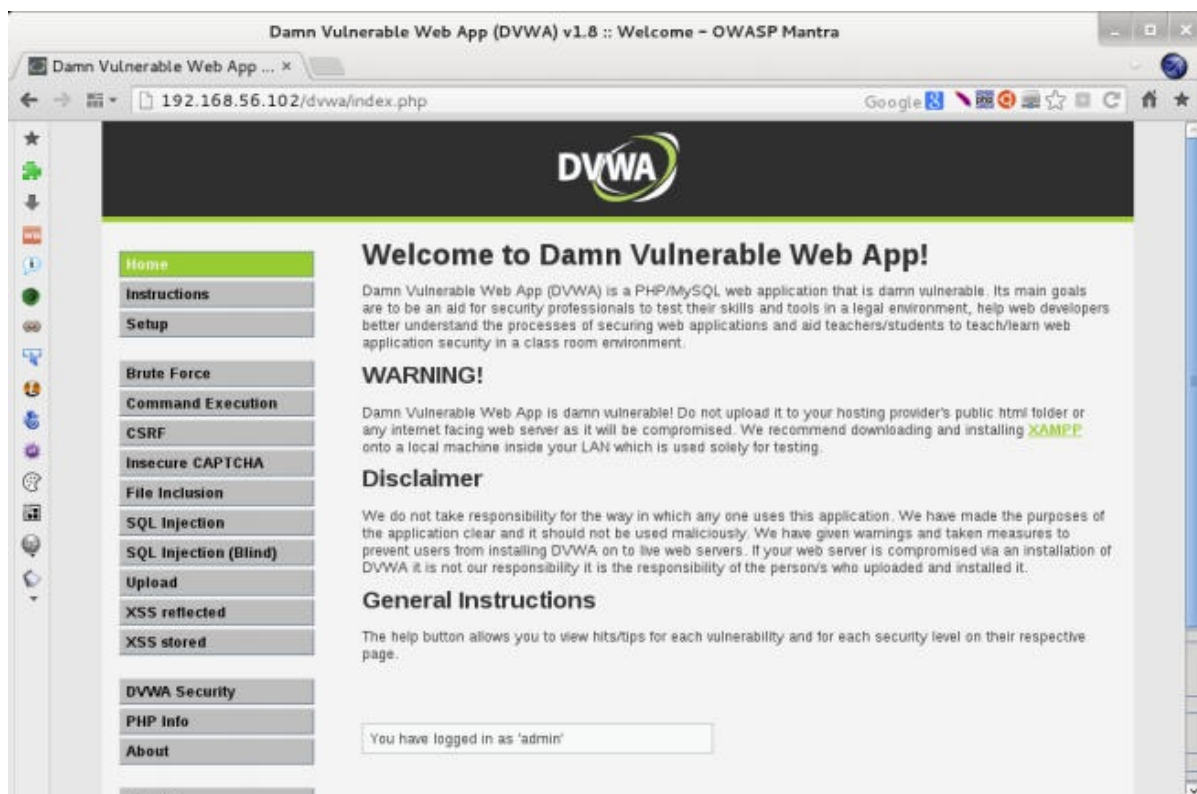 Damn Vulnerable Web App (DVWA) v1.8 :: Welcome - OWASP Mantra
Damn Vulnerable Web App ... ×
192.168.56.102/dvwa/index.php
Google
DVWA
Home
Instructions
Setup
Brute Force
Command Execution
CSRF
Insecure CAPTCHA
File Inclusion
SQL Injection
SQL Injection (Blind)
Upload
XSS reflected
XSS stored
DVWA Security
PHP Info
About
Welcome to Damn Vulnerable Web App!
Damn Vulnerable Web App (DVWA) is a PHP/MySQL web application that is damn vulnerable. Its main goals
are to be an aid for security professionals to test their skills and tools in a legal environment, help web developers
better understand the processes of securing web applications and aid teachers/students to teach/learn web
application security in a class room environment.
WARNING!
Damn Vulnerable Web App is damn vulnerable! Do not upload it to your hosting provider's public html folder or
any internet facing web server as it will be compromised. We recommend downloading and installing XAMPP
onto a local machine inside your LAN which is used solely for testing.
Disclaimer
We do not take responsibility for the way in which any one uses this application. We have made the purposes of
the application clear and it should not be used maliciously. We have given warnings and taken measures to
prevent users from installing DVWA on to live web servers. If your web server is compromised via an installation of
DVWA it is not our responsibility it is the responsibility of the person/s who uploaded and installed it.
General Instructions
The help button allows you to view hits/tips for each vulnerability and for each security level on their respective
page.
You have logged in as 'admin'